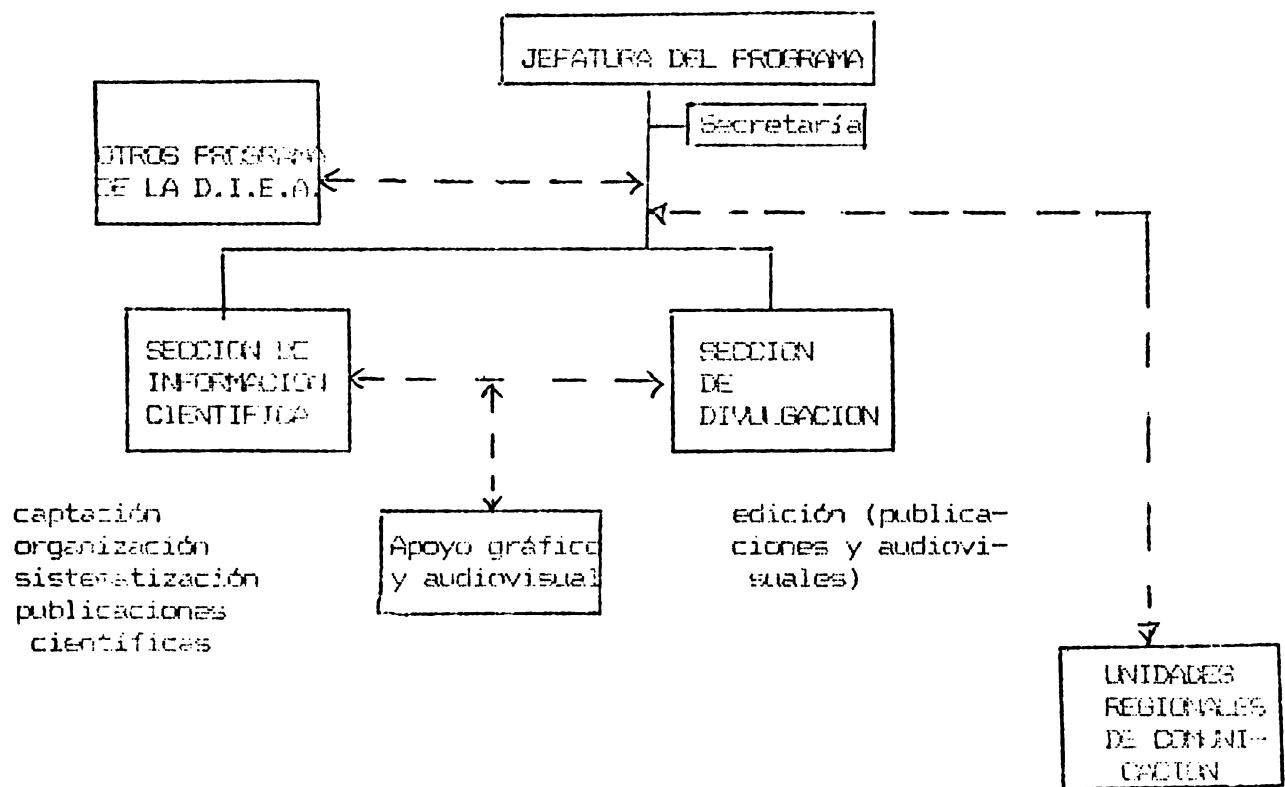 JEFATURA DEL PROGRAMA
Secretaría
OTROS PROGRAMA
DE LA D.I.E.A.
SECCION DE
INFORMACION
CIENTIFICA
SECCION
DE
DIVULGACION
captación
organización
sistematización
publicaciones
científicas
Apoyo gráfico
y audiovisual
edición (publica-
ciones y audiovi-
suales)
UNIDADES
REGIONALES
DE COMUNI-
CACION